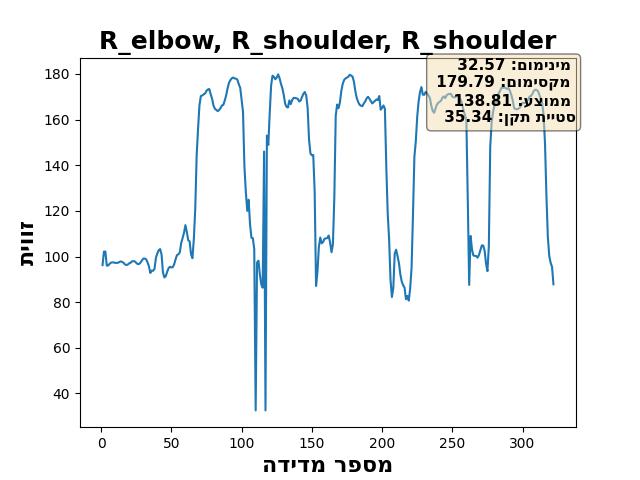 R_elbow, R_shoulder, R_shoulder
מינימום: 32.57
מקסימום: 179.79
ממוצע: 138.81
סטיית תקן: 35.34
זווית
180
160
140
120
100
80
60
40
0 50 100 150 200 250 300
מספר מדידה